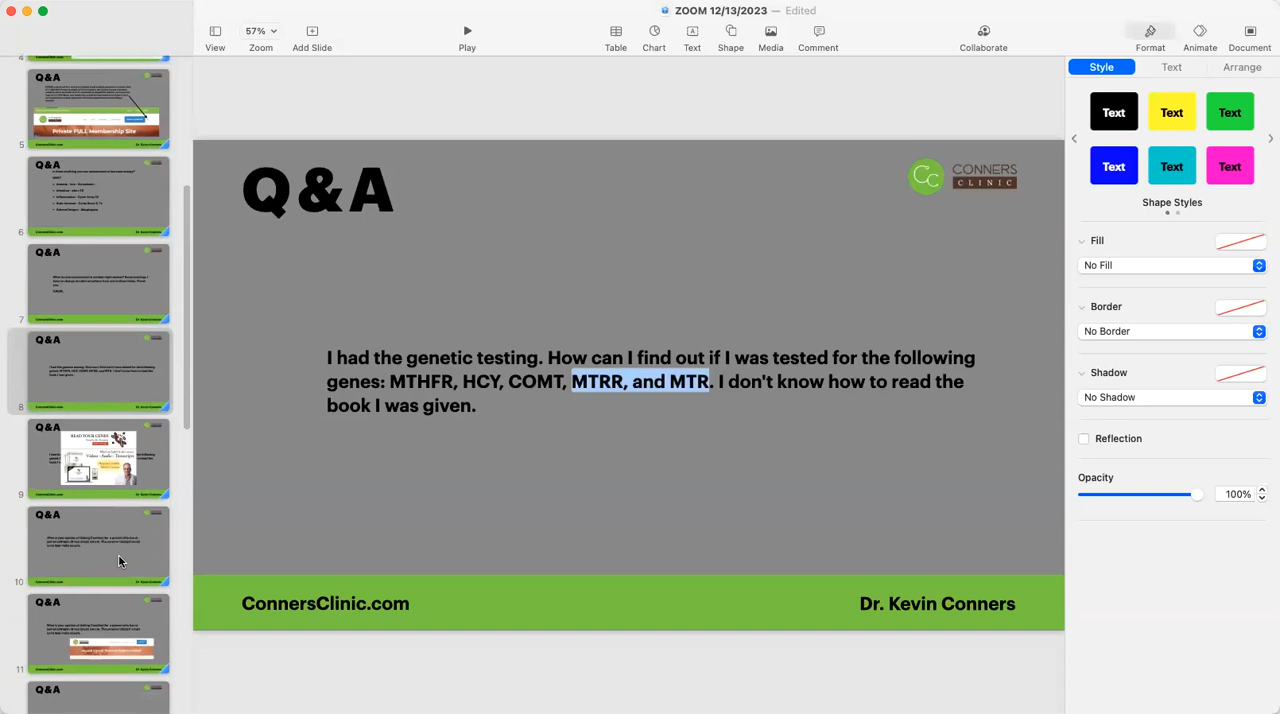 ZOOM 12/13/2023 — Edited
57%
View
Zoom
Add Slide
Play
Table
Chart
Text
Shape
Media
Comment
Collaborate
Format
Animate
Document
Style
Text
Arrange
Text
Text
Text
Text
Text
Text
Shape Styles
Fill
No Fill
Border
No Border
Shadow
No Shadow
Reflection
Opacity
100%
4
Q&A
Private FULL Membership Site
5
Q&A
6
Q&A
7
Q&A
8
Q&A
READ YOUR GENES
9
Q&A
10
Q&A
11
Q&A
Q&A
CC
CONNERS
CLINIC
I had the genetic testing. How can I find out if I was tested for the following
genes: MTHFR, HCY, COMT, MTRR, and MTR. I don't know how to read the
book I was given.
ConnersClinic.com
Dr. Kevin Conners